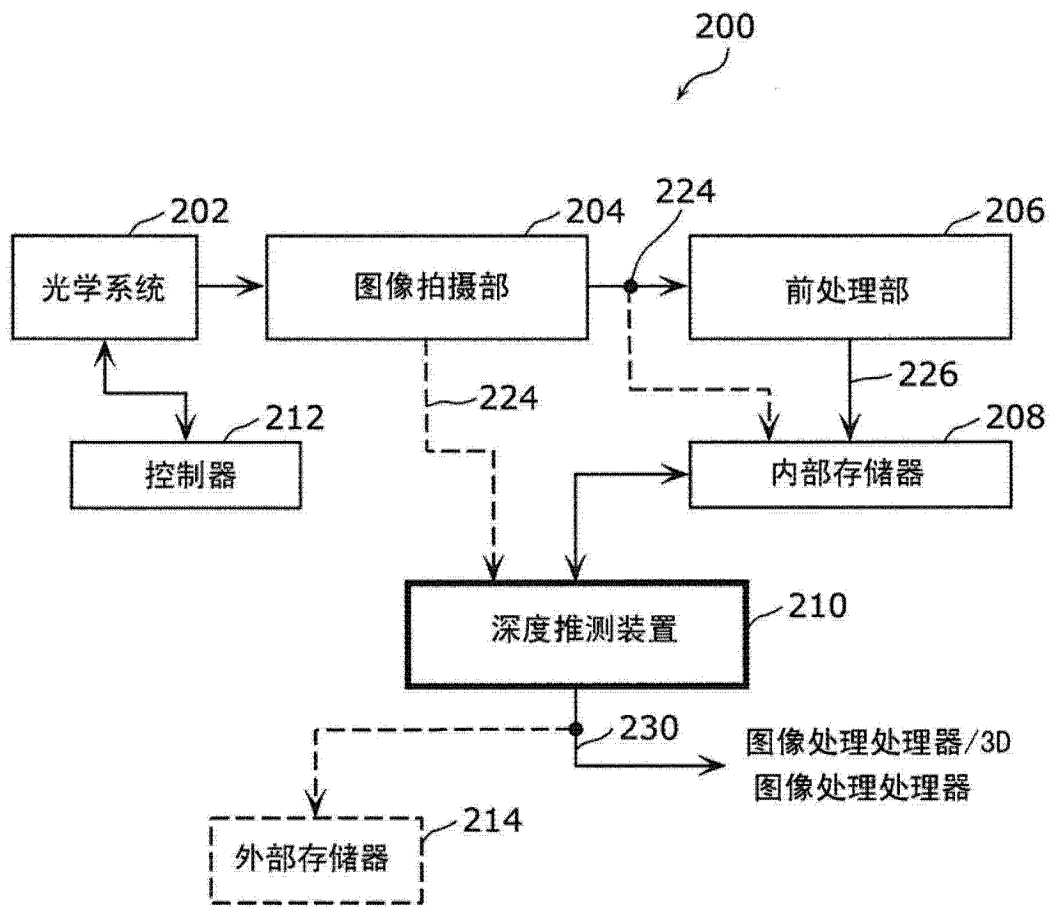 200
202
204
224
206
光学系统
图像拍摄部
前处理部
224
226
212
208
控制器
内部存储器
深度推测装置
210
230
图像处理处理器/3D
图像处理处理器
214
外部存储器